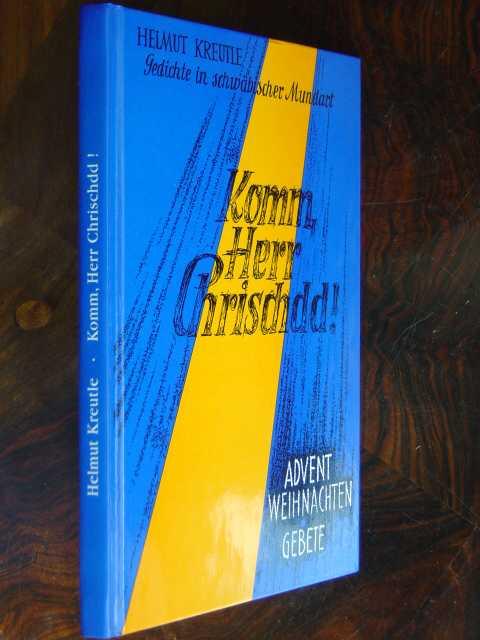 HELMUT KREUTLE
Gedichte in schwäbischer Mundart
Komm,
Herr
Chrischdd!
ADVENT
WEIHNACHTEN
GEBETE
Helmut Kreutle · Komm, Herr Chrischdd !